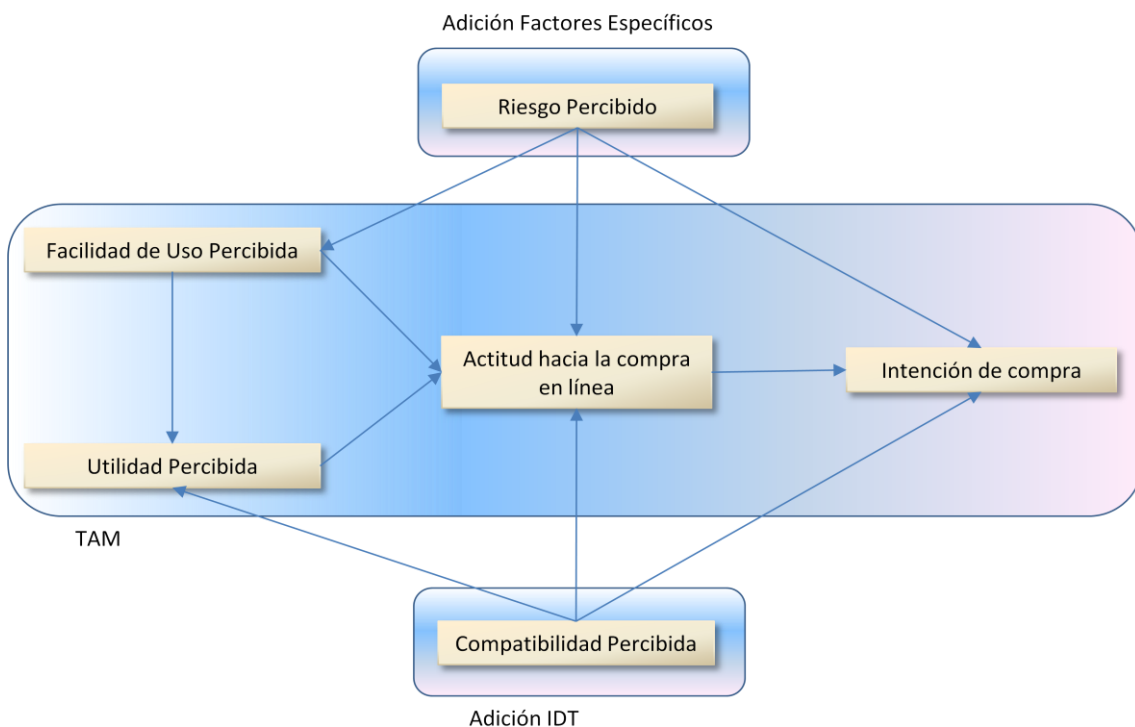 Adición Factores Específicos
Riesgo Percibido
Facilidad de Uso Percibida
Actitud hacia la compra
en línea
Intención de compra
Utilidad Percibida
TAM
Compatibilidad Percibida
Adición IDT